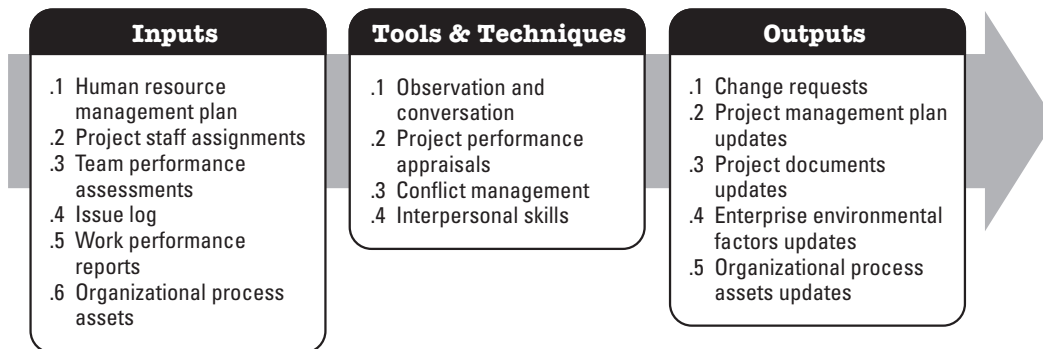 Inputs
.1 Human resource
management plan
.2 Project staff assignments
.3 Team performance
assessments
.4 Issue log
.5 Work performance
reports
.6 Organizational process
assets
Tools & Techniques
.1 Observation and
conversation
.2 Project performance
appraisals
.3 Conflict management
.4 Interpersonal skills
Outputs
.1 Change requests
.2 Project management plan
updates
.3 Project documents
updates
.4 Enterprise environmental
factors updates
.5 Organizational process
assets updates